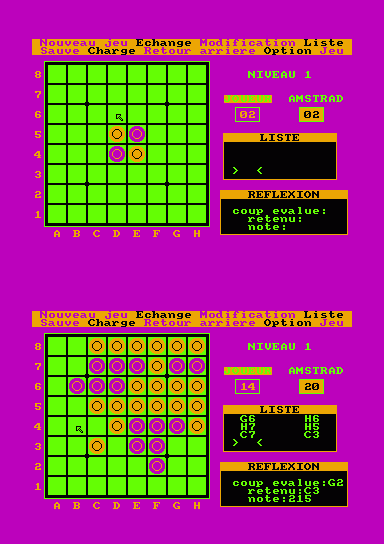 Nouveau jeu Echange Modification Liste
Sauve Charge Retour arriere Option Jeu
8
7
6
5
4
3
2
1
A B C D E F G H
NIVEAU 1
JOUEUR AMSTRAD
02 02
LISTE
> <
REFLEXION
coup evalue:
retenu:
note:
Nouveau jeu Echange Modification Liste
Sauve Charge Retour arriere Option Jeu
8
7
6
5
4
3
2
1
A B C D E F G H
NIVEAU 1
JOUEUR AMSTRAD
14 20
LISTE
G6 H6
H7 H5
C7 C3
> <
REFLEXION
coup evalue:G2
retenu:C3
note:215